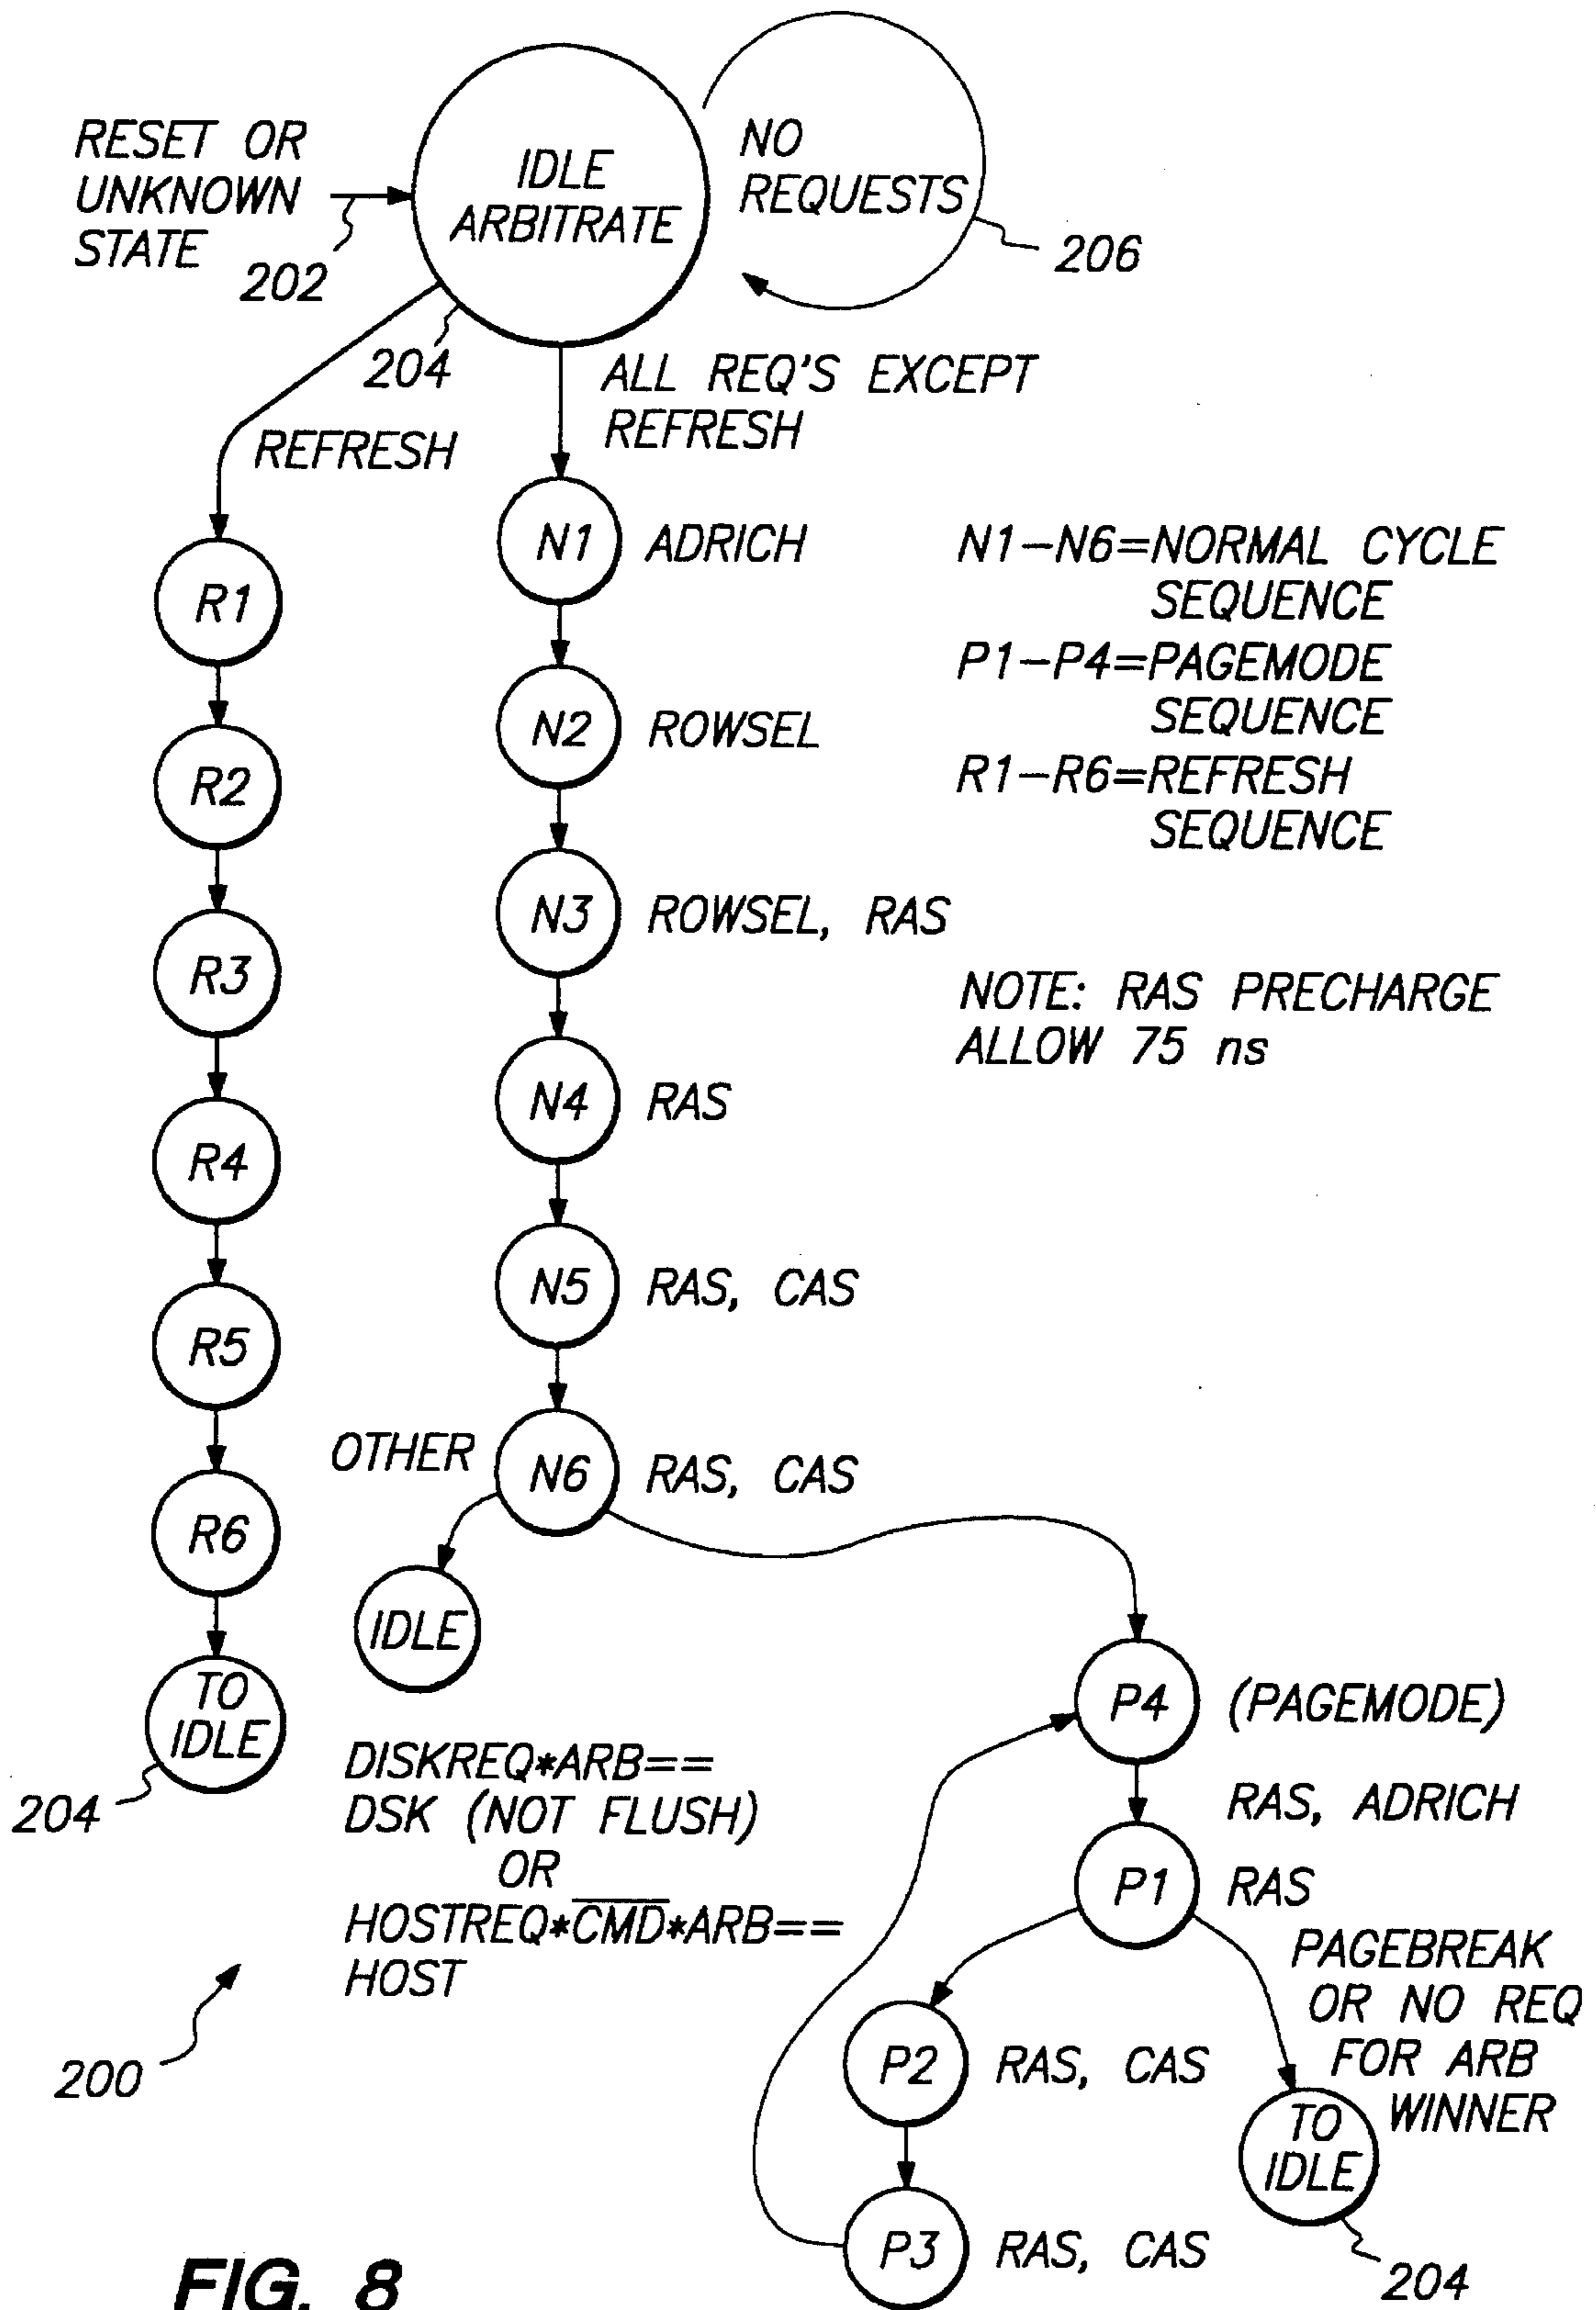 RESET OR
UNKNOWN
STATE
202
IDLE
ARBITRATE
NO
REQUESTS
206
204
ALL REQ'S EXCEPT
REFRESH
REFRESH
R1
R2
R3
R4
R5
R6
TO
IDLE
204
N1 ADRICH
N2 ROWSEL
N3 ROWSEL, RAS
N4 RAS
N5 RAS, CAS
N6 RAS, CAS
OTHER
IDLE
N1-N6=NORMAL CYCLE
SEQUENCE
P1-P4=PAGEMODE
SEQUENCE
R1-R6=REFRESH
SEQUENCE
NOTE: RAS PRECHARGE
ALLOW 75 ns
DISKREQ*ARB==
DSK (NOT FLUSH)
OR
HOSTREQ*C̅M̅D̅*ARB==
HOST
P4 (PAGEMODE)
RAS, ADRICH
P1 RAS
PAGEBREAK
OR NO REQ
FOR ARB
WINNER
P2 RAS, CAS
P3 RAS, CAS
TO
IDLE
204
200
FIG. 8